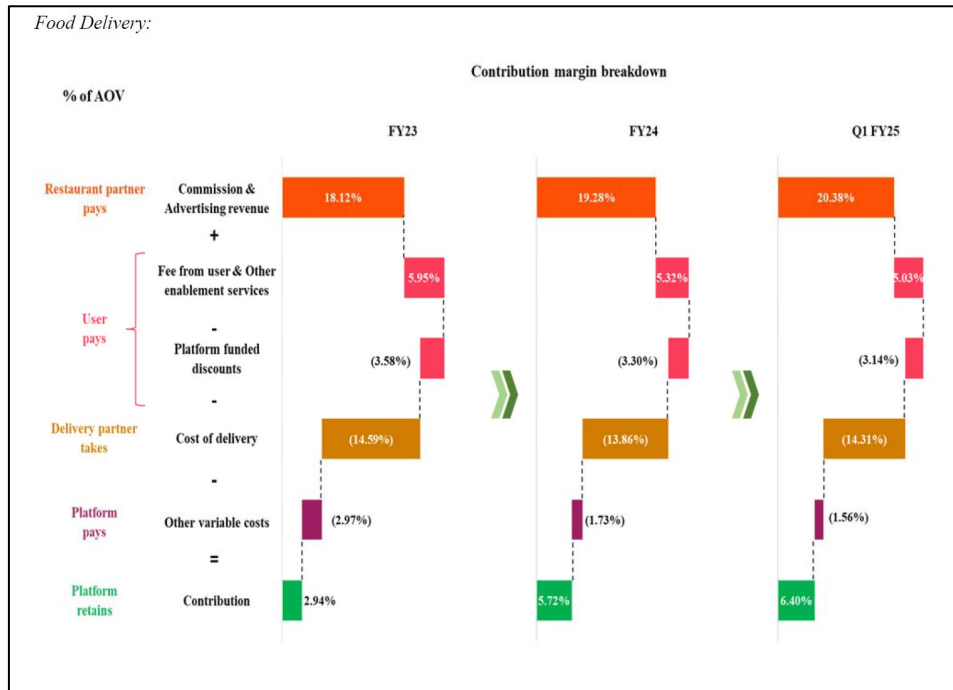 Food Delivery:
Contribution margin breakdown
% of AOV
FY23
FY24
Q1 FY25
Restaurant partner
pays
Commission &
Advertising revenue
18.12%
19.28%
20.38%
+
Fee from user & Other
enablement services
5.95%
5.32%
5.03%
-
User
pays
Platform funded
discounts
(3.58%)
(3.30%)
(3.14%)
-
Delivery partner
takes
Cost of delivery
(14.59%)
(13.86%)
(14.31%)
-
Platform
pays
Other variable costs
(2.97%)
(1.73%)
(1.56%)
=
Platform
retains
Contribution
2.94%
5.72%
6.40%